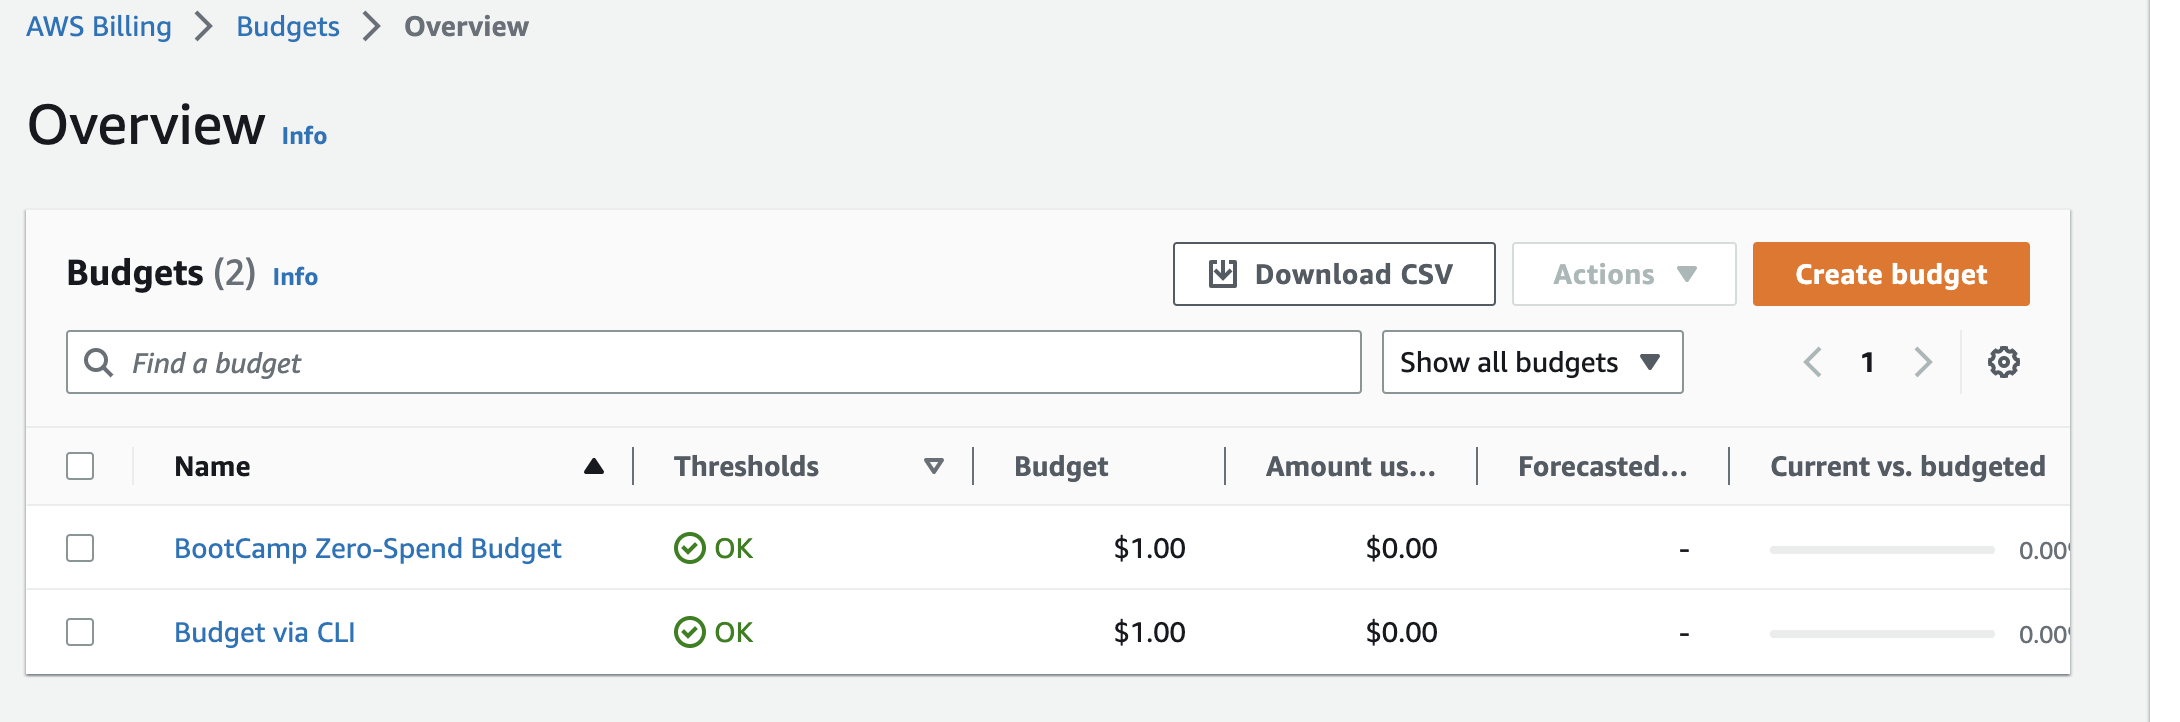 AWS Billing > Budgets > Overview
Overview Info
Budgets (2) Info Download CSV Actions Create budget
Find a budget Show all budgets 1
Name Thresholds Budget Amount us... Forecasted... Current vs. budgeted
BootCamp Zero-Spend Budget OK $1.00 $0.00 - 0.00%
Budget via CLI OK $1.00 $0.00 - 0.00%